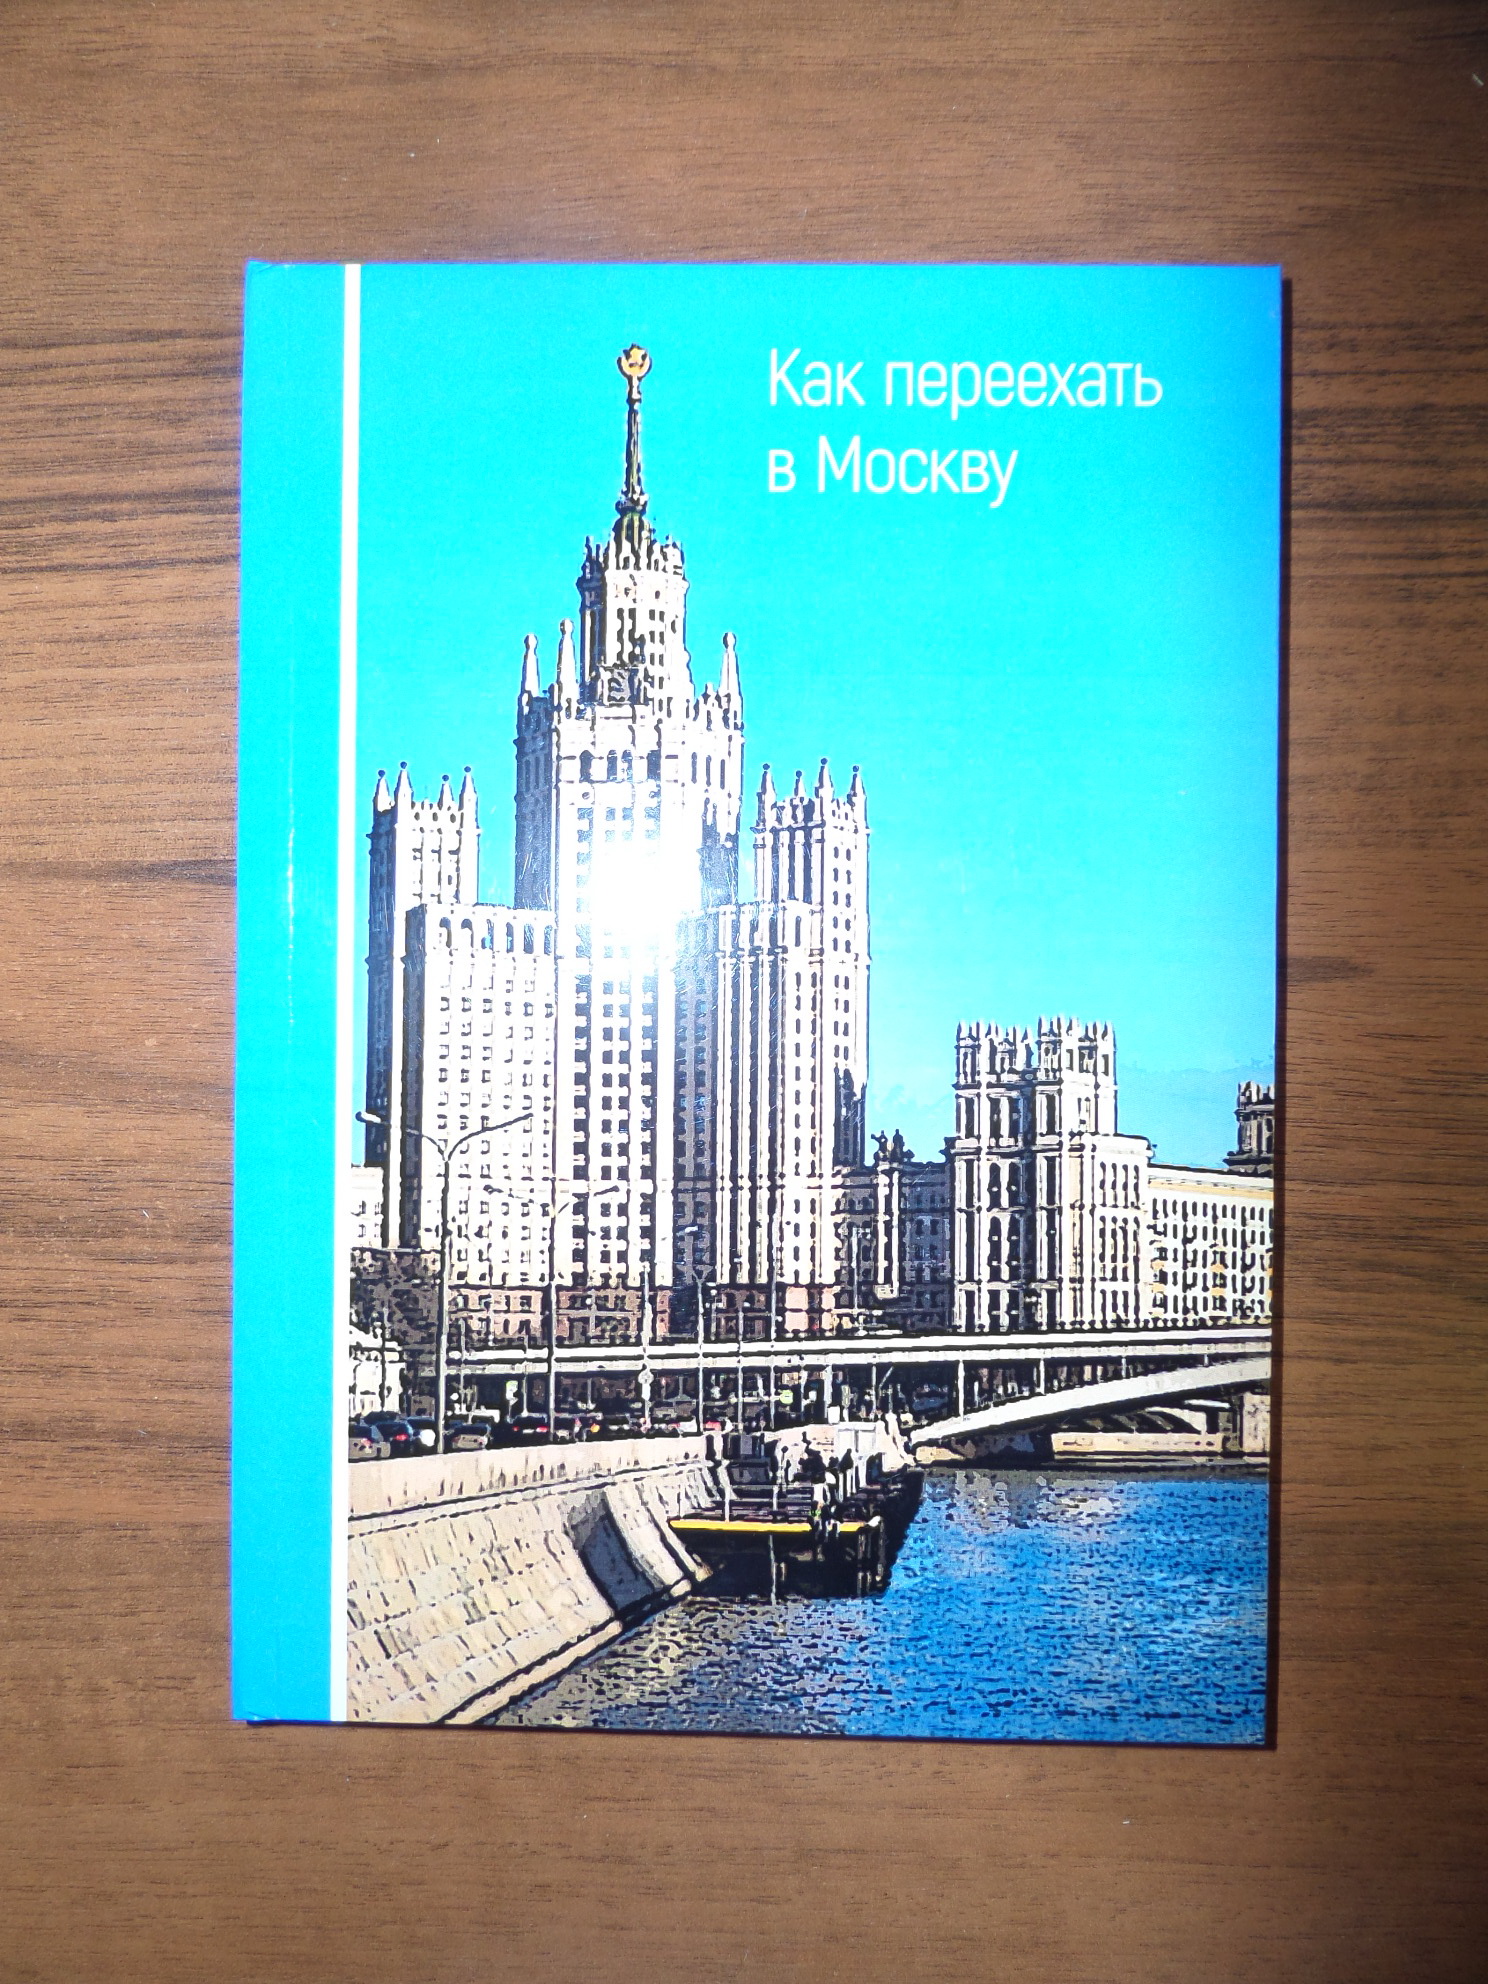 Как переехать
в Москву